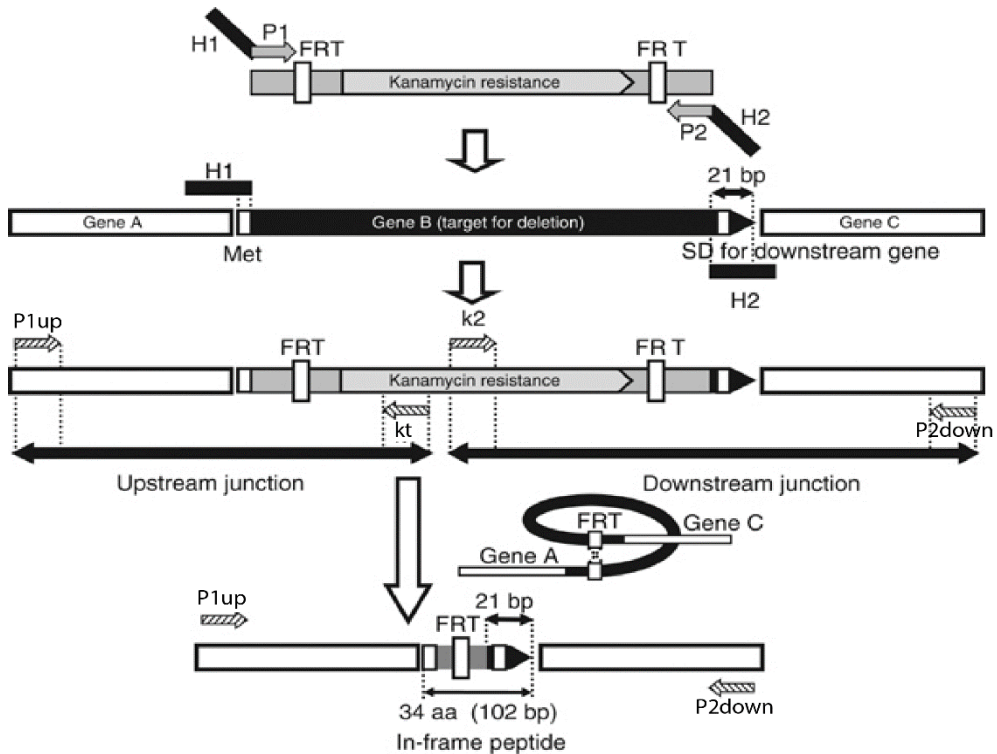 H1
P1
FRT
FR T
Kanamycin resistance
P2
H2
H1
21 bp
Gene A
Gene B (target for deletion)
Gene C
Met
SD for downstream gene
H2
P1up
k2
FRT
FR T
Kanamycin resistance
kt
P2down
Upstream junction
Downstream junction
FRT
Gene C
Gene A
P1up
21 bp
FRT
P2down
34 aa (102 bp)
In-frame peptide